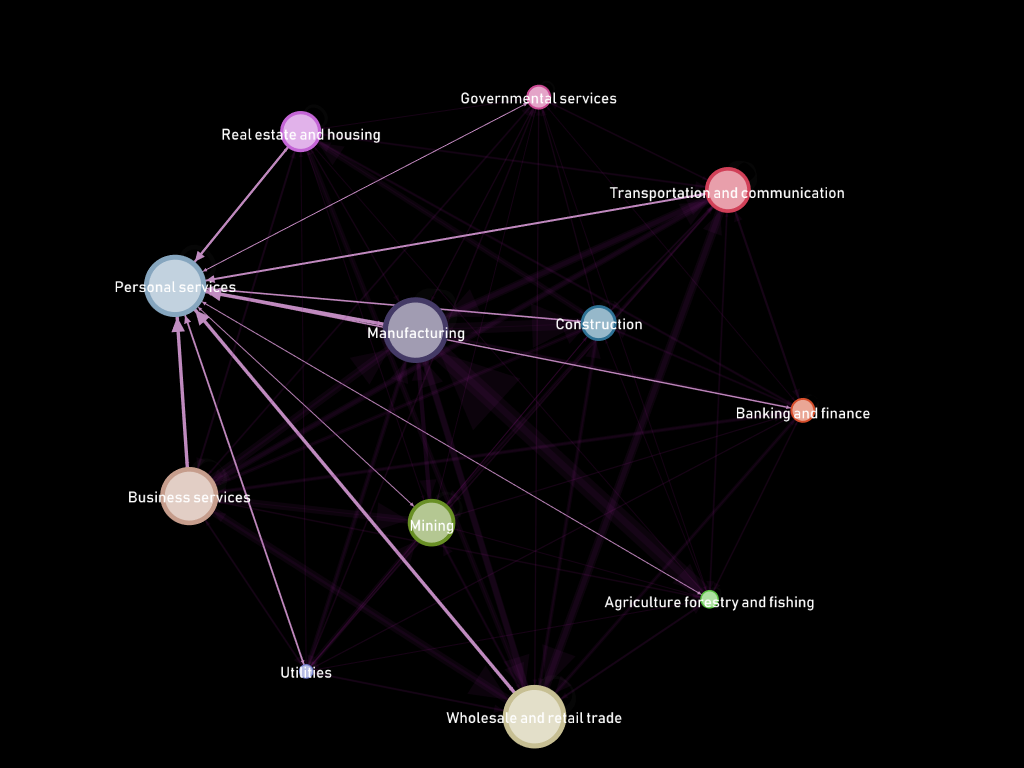 Governmental services
Real estate and housing
Transportation and communication
Personal services
Construction
Manufacturing
Banking and finance
Business services
Mining
Agriculture forestry and fishing
Utilities
Wholesale and retail trade